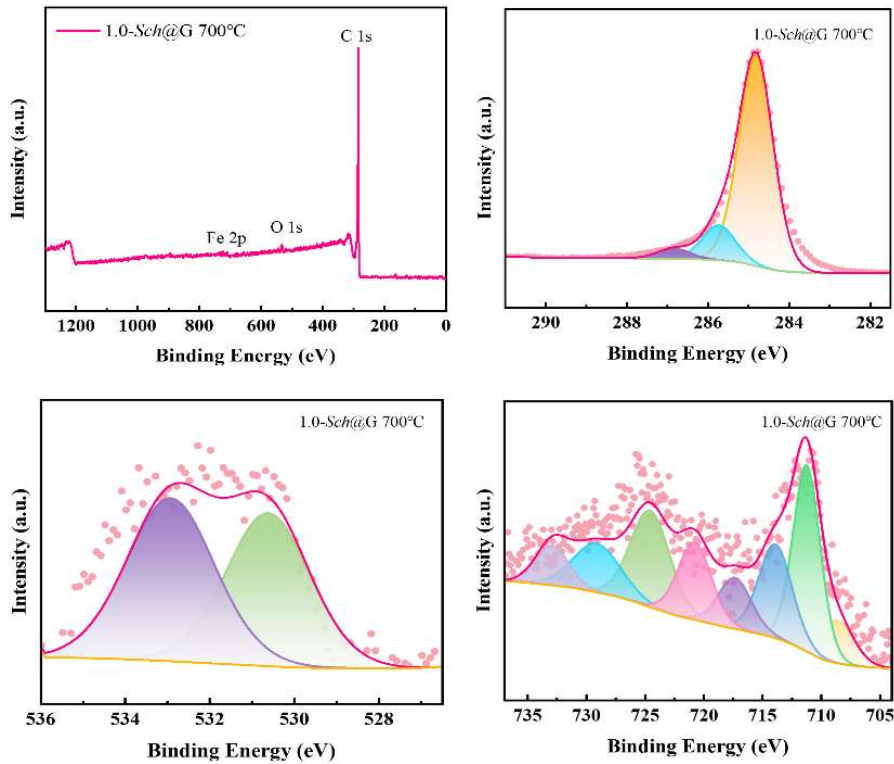 1.0-Sch@G 700°C
C 1s
O 1s
Fe 2p
Intensity (a.u.)
1200 1000 800 600 400 200 0
Binding Energy (eV)
1.0-Sch@G 700°C
Intensity (a.u.)
290 288 286 284 282
Binding Energy (eV)
1.0-Sch@G 700°C
Intensity (a.u.)
536 534 532 530 528
Binding Energy (eV)
1.0-Sch@G 700°C
Intensity (a.u.)
735 730 725 720 715 710 705
Binding Energy (eV)